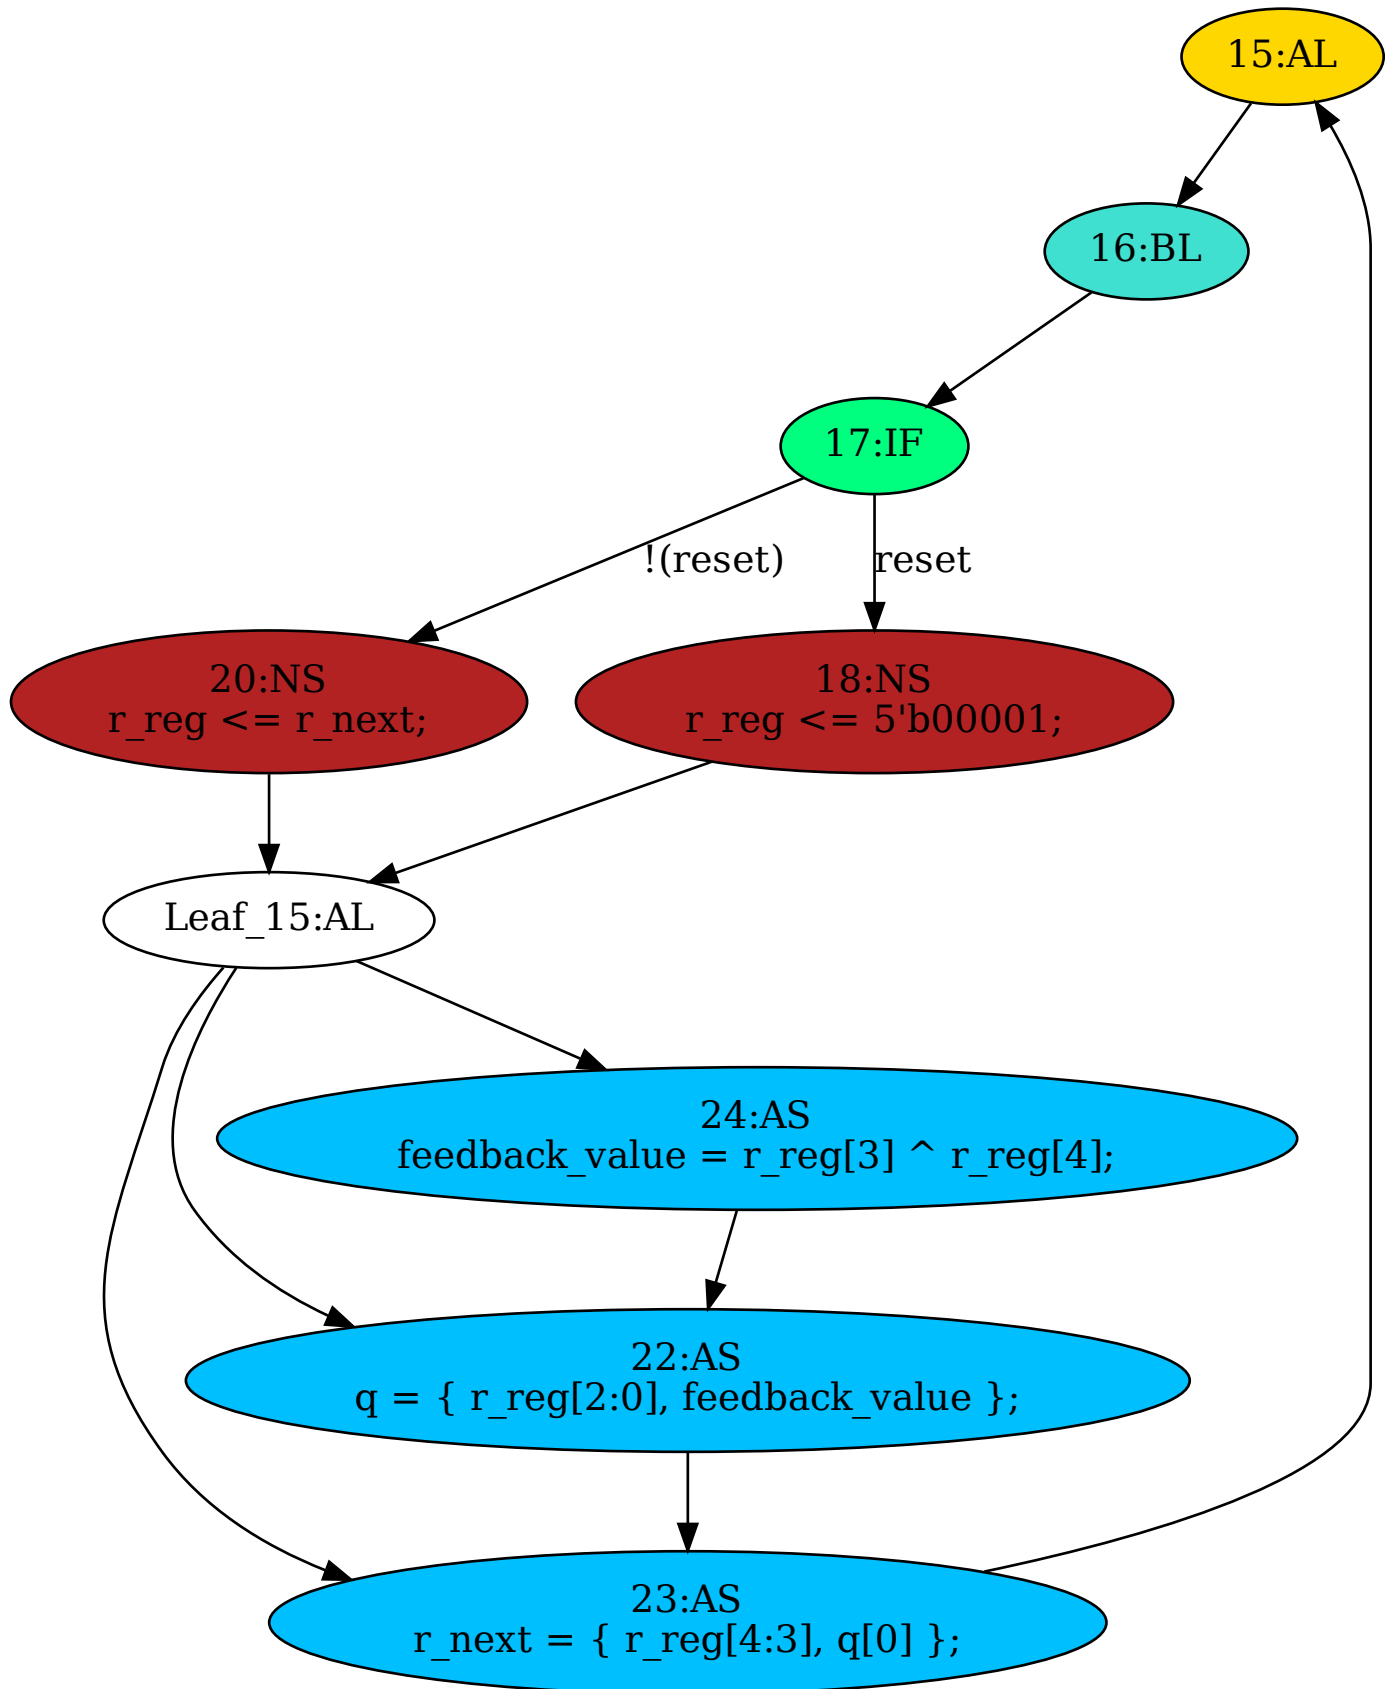 15:AL
16:BL
17:IF
!(reset)
reset
20:NS
r_reg <= r_next;
18:NS
r_reg <= 5'b00001;
Leaf_15:AL
24:AS
feedback_value = r_reg[3] ^ r_reg[4];
22:AS
q = { r_reg[2:0], feedback_value };
23:AS
r_next = { r_reg[4:3], q[0] };